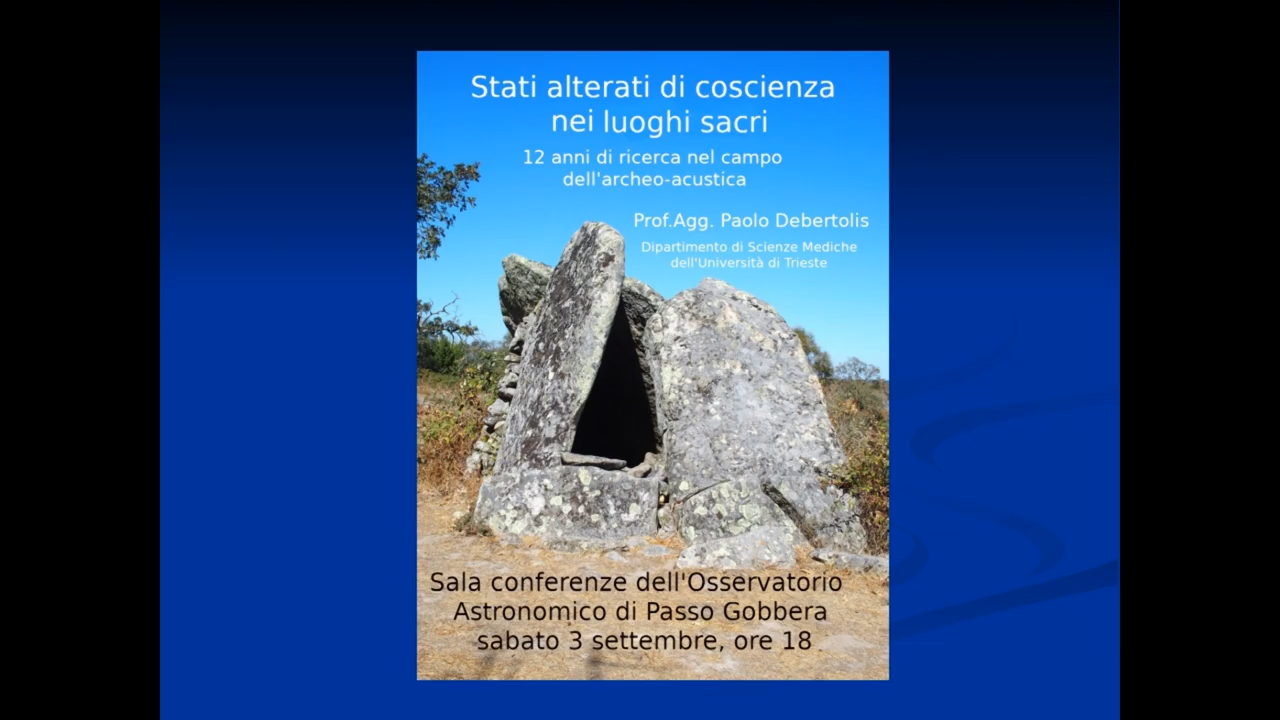 Stati alterati di coscienza
nei luoghi sacri
12 anni di ricerca nel campo
dell'archeo-acustica
Prof.Agg. Paolo Debertolis
Dipartimento di Scienze Mediche
dell'Università di Trieste
Sala conferenze dell'Osservatorio
Astronomico di Passo Gobbera
sabato 3 settembre, ore 18